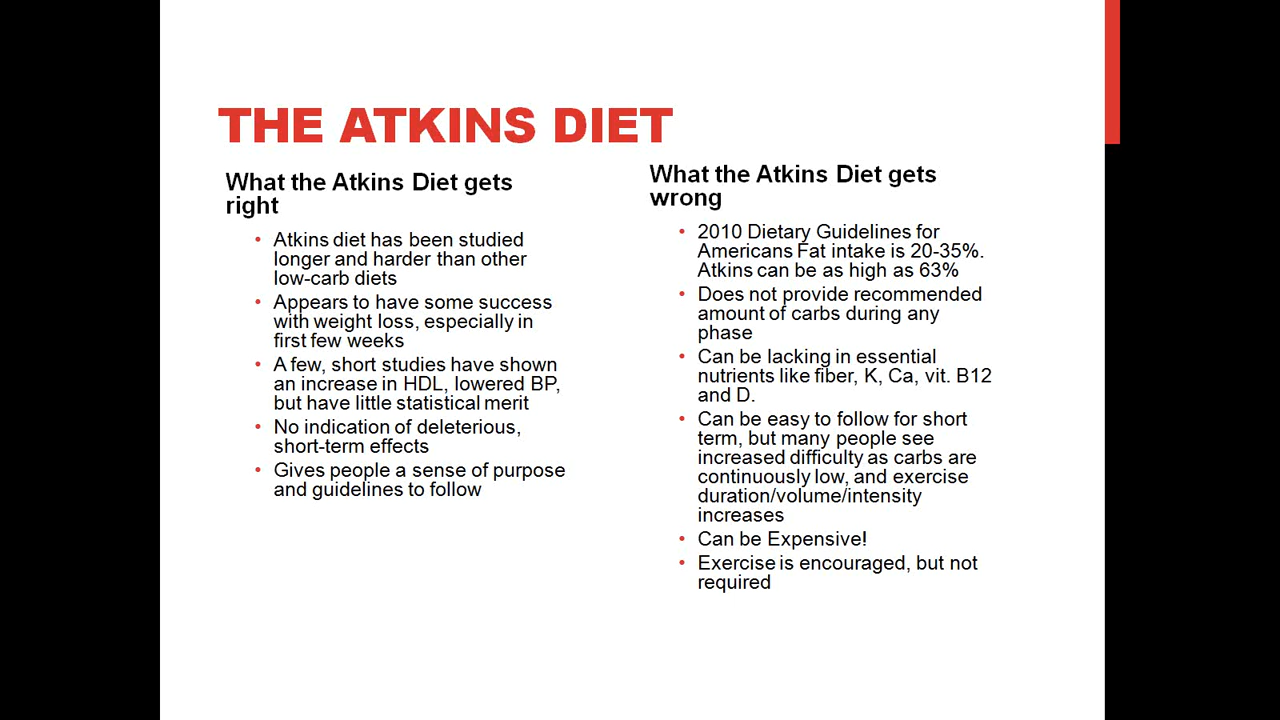 THE ATKINS DIET
What the Atkins Diet gets
right
• Atkins diet has been studied
longer and harder than other
low-carb diets
• Appears to have some success
with weight loss, especially in
first few weeks
• A few, short studies have shown
an increase in HDL, lowered BP,
but have little statistical merit
• No indication of deleterious,
short-term effects
• Gives people a sense of purpose
and guidelines to follow
What the Atkins Diet gets
wrong
• 2010 Dietary Guidelines for
Americans Fat intake is 20-35%.
Atkins can be as high as 63%
• Does not provide recommended
amount of carbs during any
phase
• Can be lacking in essential
nutrients like fiber, K, Ca, vit. B12
and D.
• Can be easy to follow for short
term, but many people see
increased difficulty as carbs are
continuously low, and exercise
duration/volume/intensity
increases
• Can be Expensive!
• Exercise is encouraged, but not
required